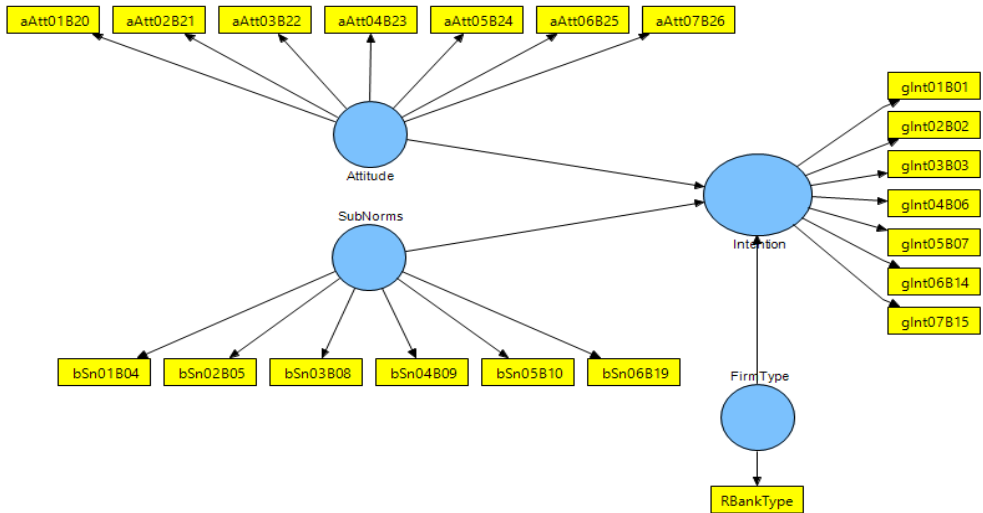 aAtt01B20
aAtt02B21
aAtt03B22
aAtt04B23
aAtt05B24
aAtt06B25
aAtt07B26
Attitude
SubNorms
bSn01B04
bSn02B05
bSn03B08
bSn04B09
bSn05B10
bSn06B19
Intention
gInt01B01
gInt02B02
gInt03B03
gInt04B06
gInt05B07
gInt06B14
gInt07B15
FirmType
RBankType